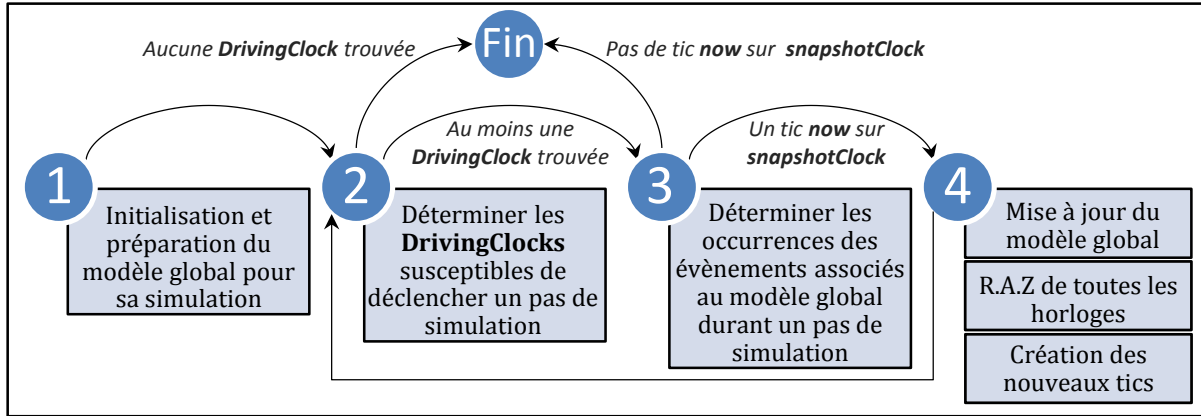 Aucune DrivingClock trouvée
Fin
Pas de tic now sur snapshotClock
Au moins une
DrivingClock trouvée
Un tic now sur
snapshotClock
1
Initialisation et
préparation du
modèle global pour
sa simulation
2
Déterminer les
DrivingClocks
susceptibles de
déclencher un pas de
simulation
3
Déterminer les
occurrences des
évènements associés
au modèle global
durant un pas de
simulation
4
Mise à jour du
modèle global
R.A.Z de toutes les
horloges
Création des
nouveaux tics